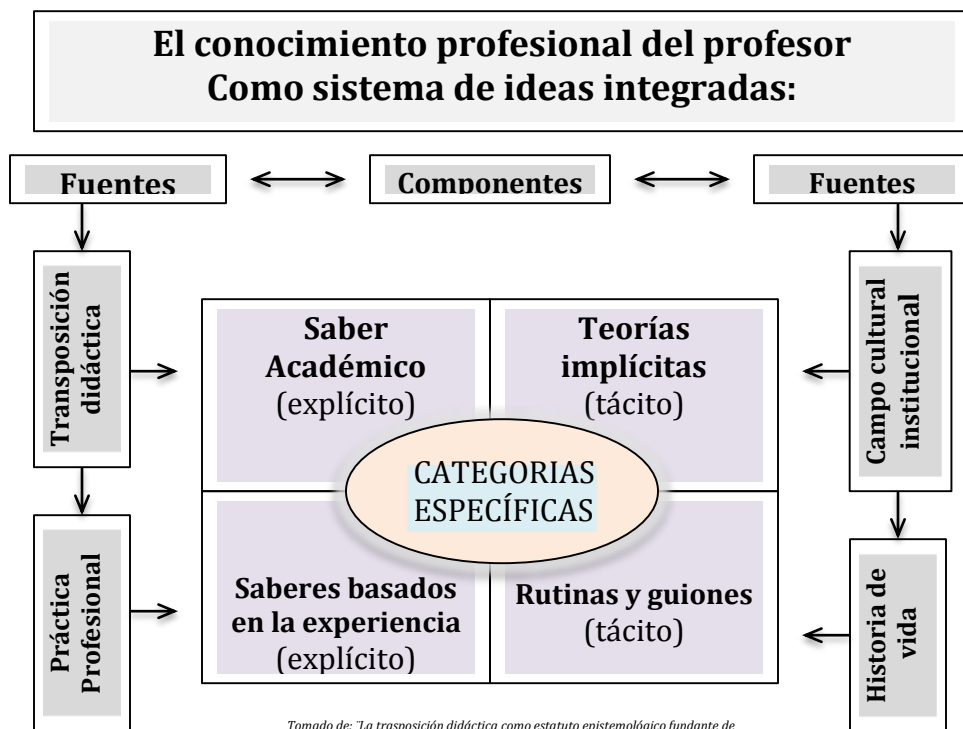 El conocimiento profesional del profesor
Como sistema de ideas integradas:
Fuentes
Componentes
Fuentes
Transposición
didáctica
Saber
Académico
(explícito)
Teorías
implícitas
(tácito)
Campo cultural
institucional
CATEGORIAS
ESPECÍFICAS
Práctica
Profesional
Saberes basados
en la experiencia
(explícito)
Rutinas y guiones
(tácito)
Historia de
vida
Tomado de: ¨La trasposición didáctica como estatuto epistemológico fundante de